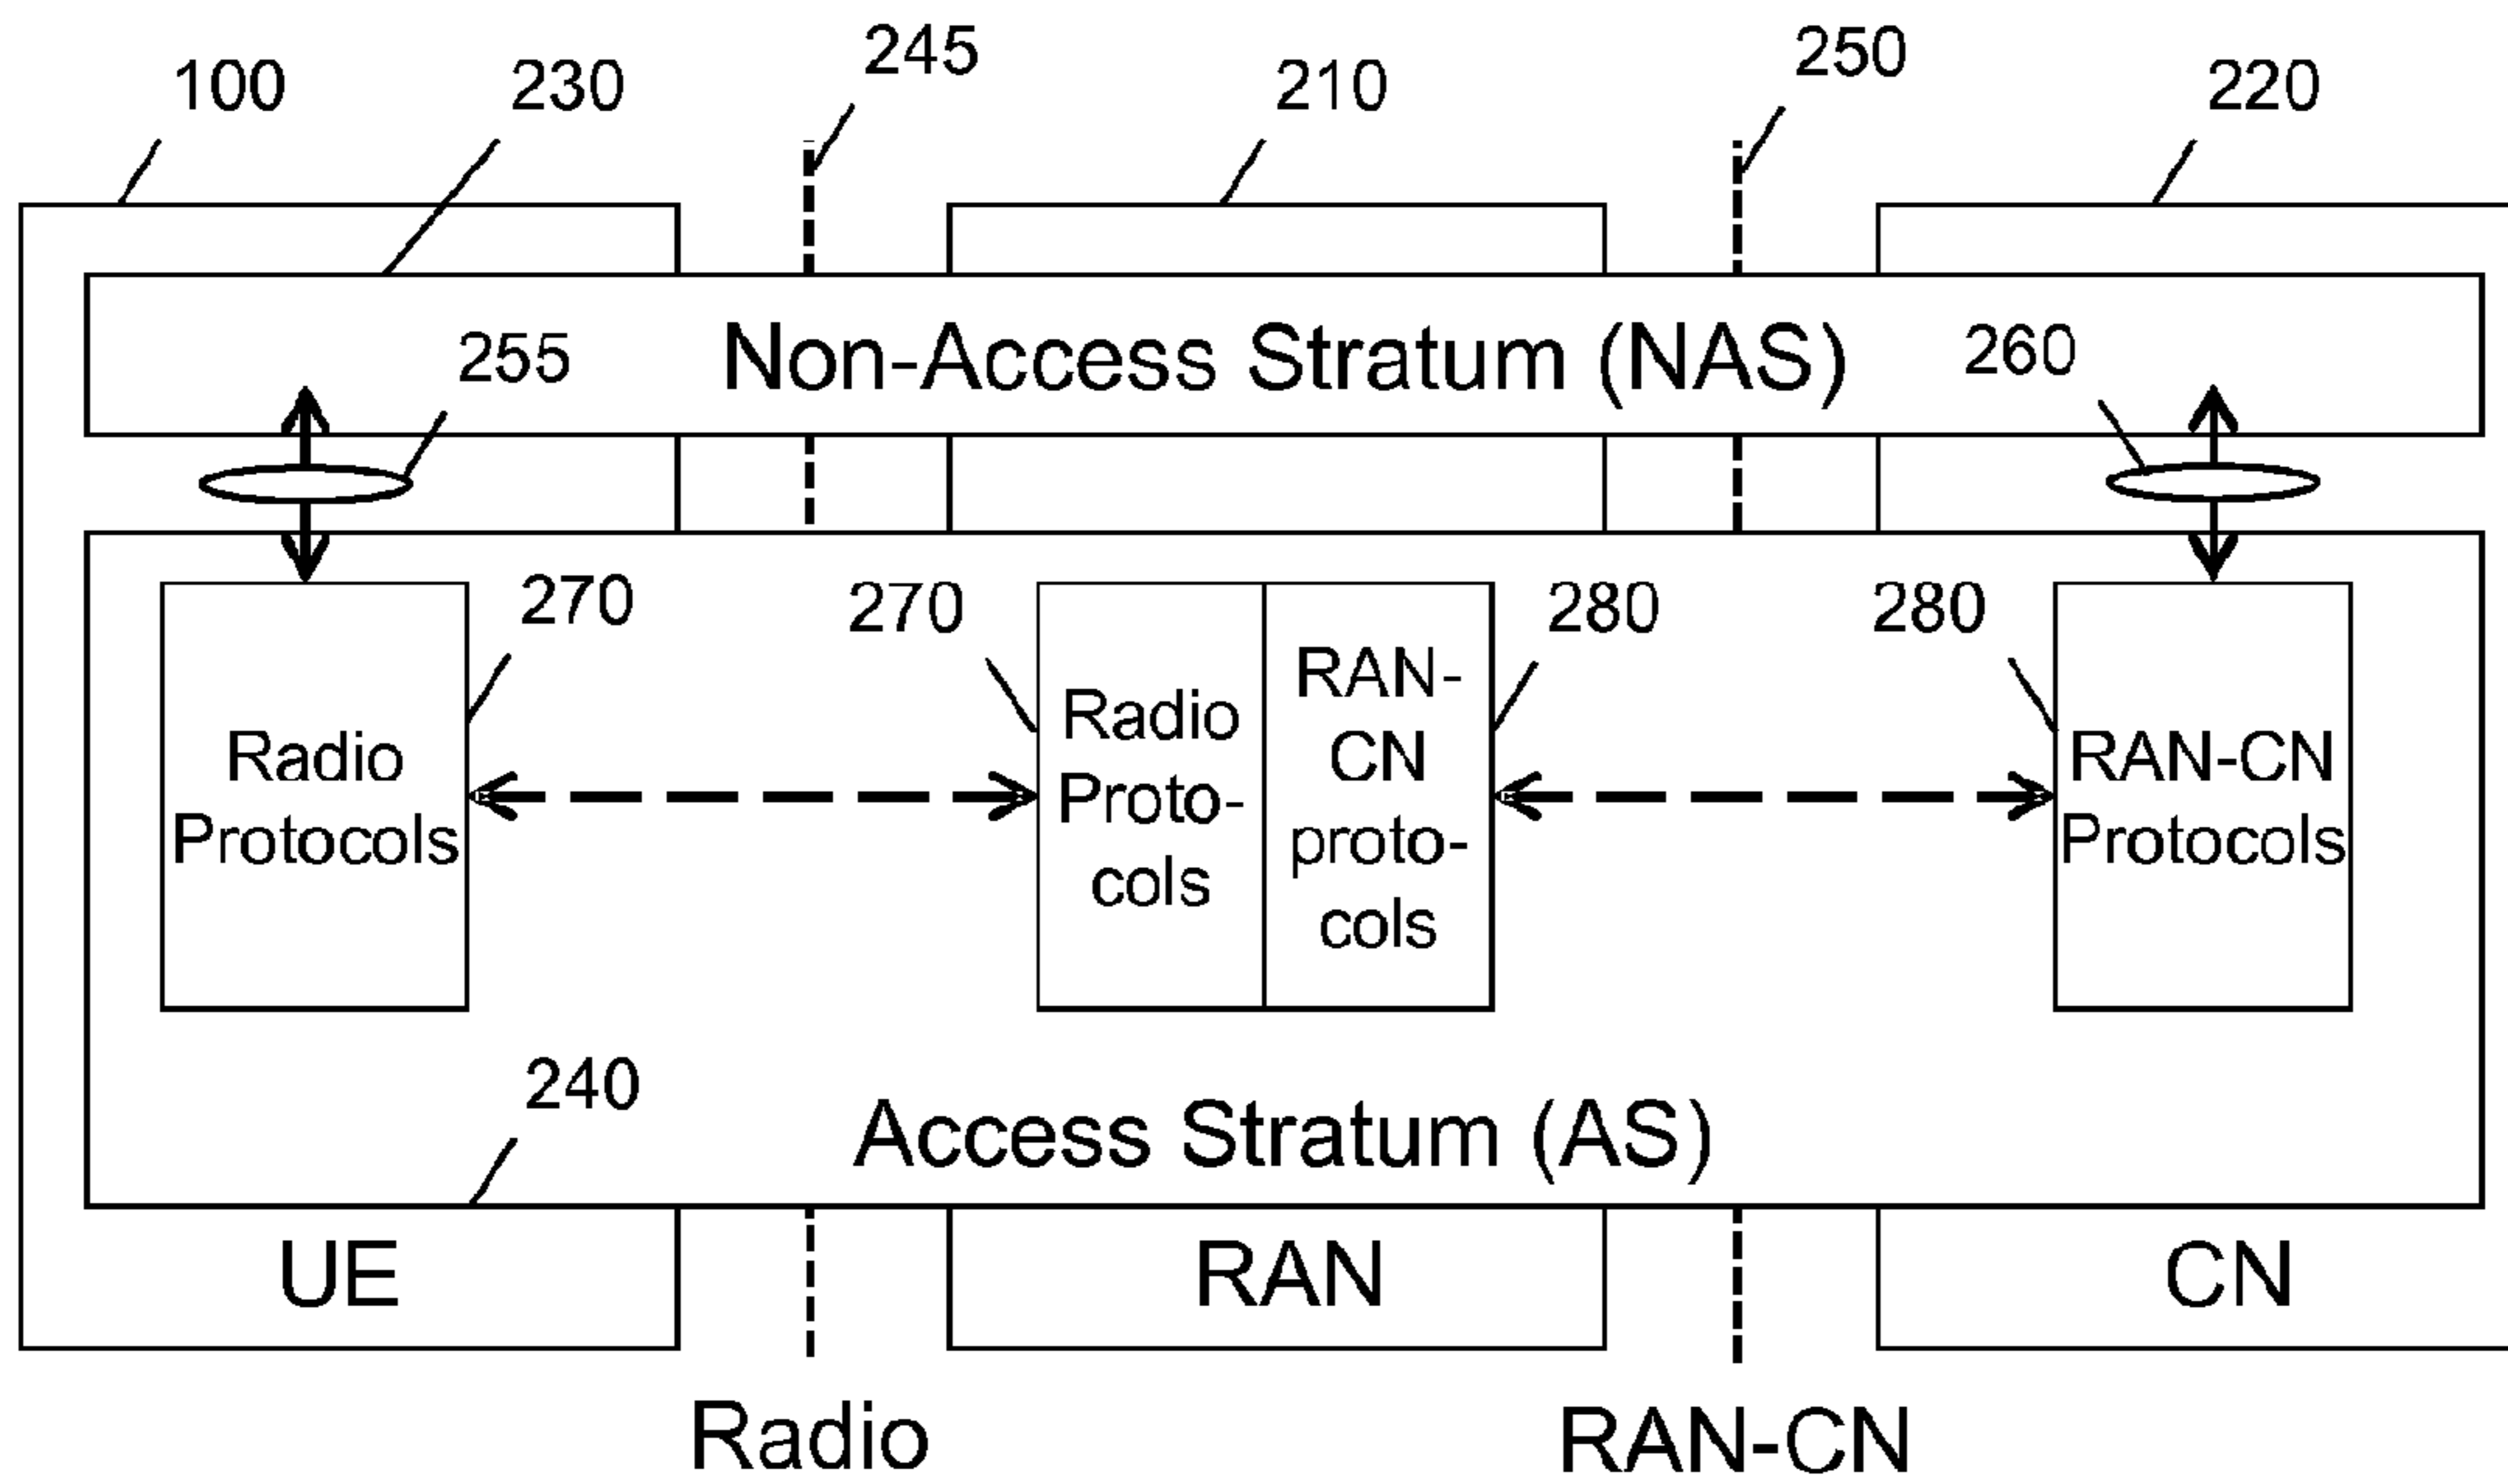 100
230
245
210
250
220
255
Non-Access Stratum (NAS)
260
270
270
280
280
Radio
Protocols
Radio
Proto-
cols
RAN-
CN
proto-
cols
RAN-CN
Protocols
240
Access Stratum (AS)
UE
RAN
CN
Radio
RAN-CN